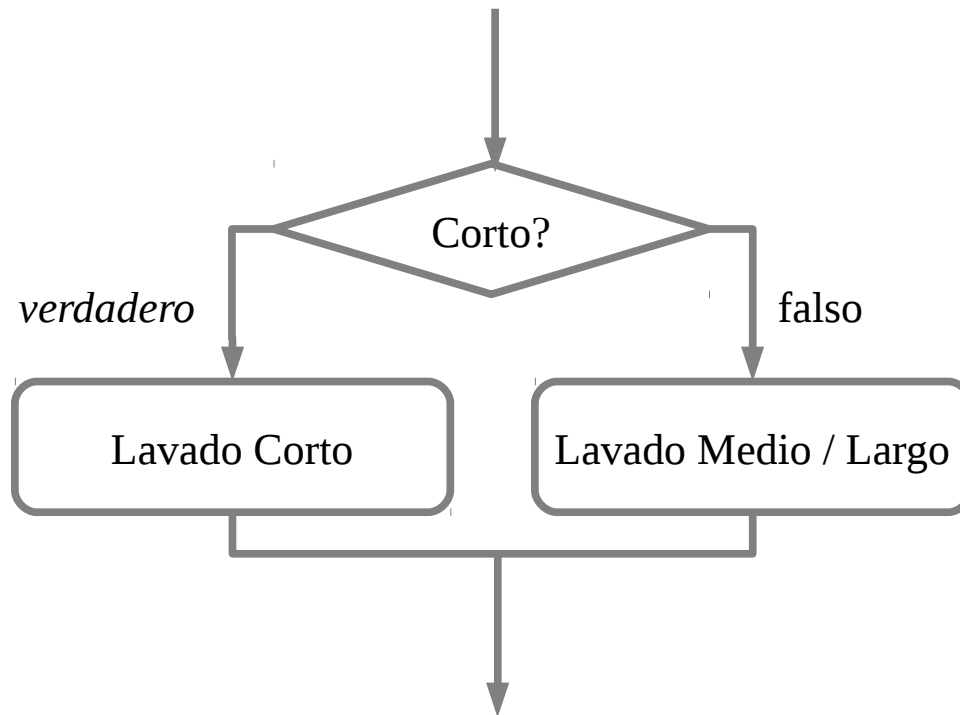 Corto?
verdadero
falso
Lavado Corto
Lavado Medio / Largo